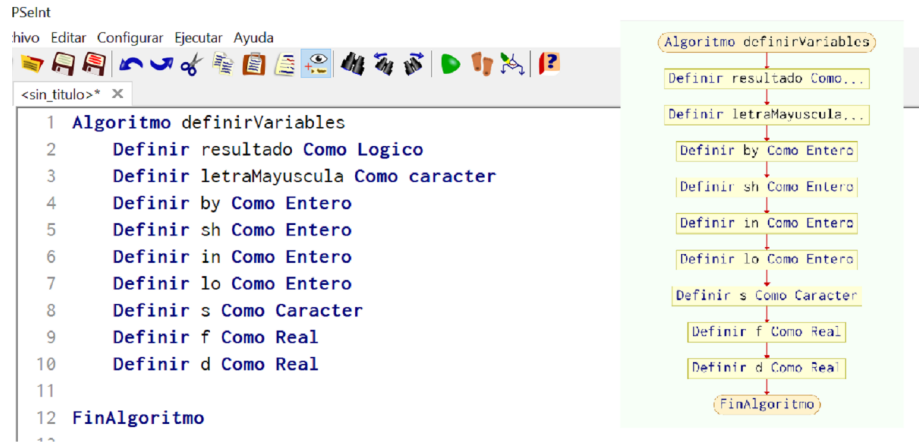 PSeInt
hivo Editar Configurar Ejecutar Ayuda
<sin_titulo>* ×
1 Algoritmo definirVariables
2 Definir resultado Como Logico
3 Definir letraMayuscula Como caracter
4 Definir by Como Entero
5 Definir sh Como Entero
6 Definir in Como Entero
7 Definir lo Como Entero
8 Definir s Como Caracter
9 Definir f Como Real
10 Definir d Como Real
11
12 FinAlgoritmo
Algoritmo definirVariables
Definir resultado Como...
Definir letraMayuscula...
Definir by Como Entero
Definir sh Como Entero
Definir in Como Entero
Definir lo Como Entero
Definir s Como Caracter
Definir f Como Real
Definir d Como Real
FinAlgoritmo